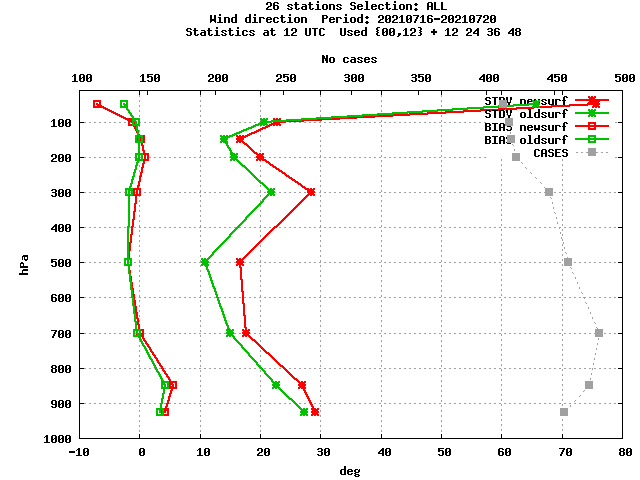 26 stations Selection: ALL
Wind direction  Period: 20210716-20210720
Statistics at 12 UTC  Used {00,12} + 12 24 36 48
No cases
100 150 200 250 300 350 400 450 500
STDV newsurf
STDV oldsurf
BIAS newsurf
BIAS oldsurf
CASES
100
200
300
400
500
600
700
800
900
1000
hPa
-10 0 10 20 30 40 50 60 70 80
deg